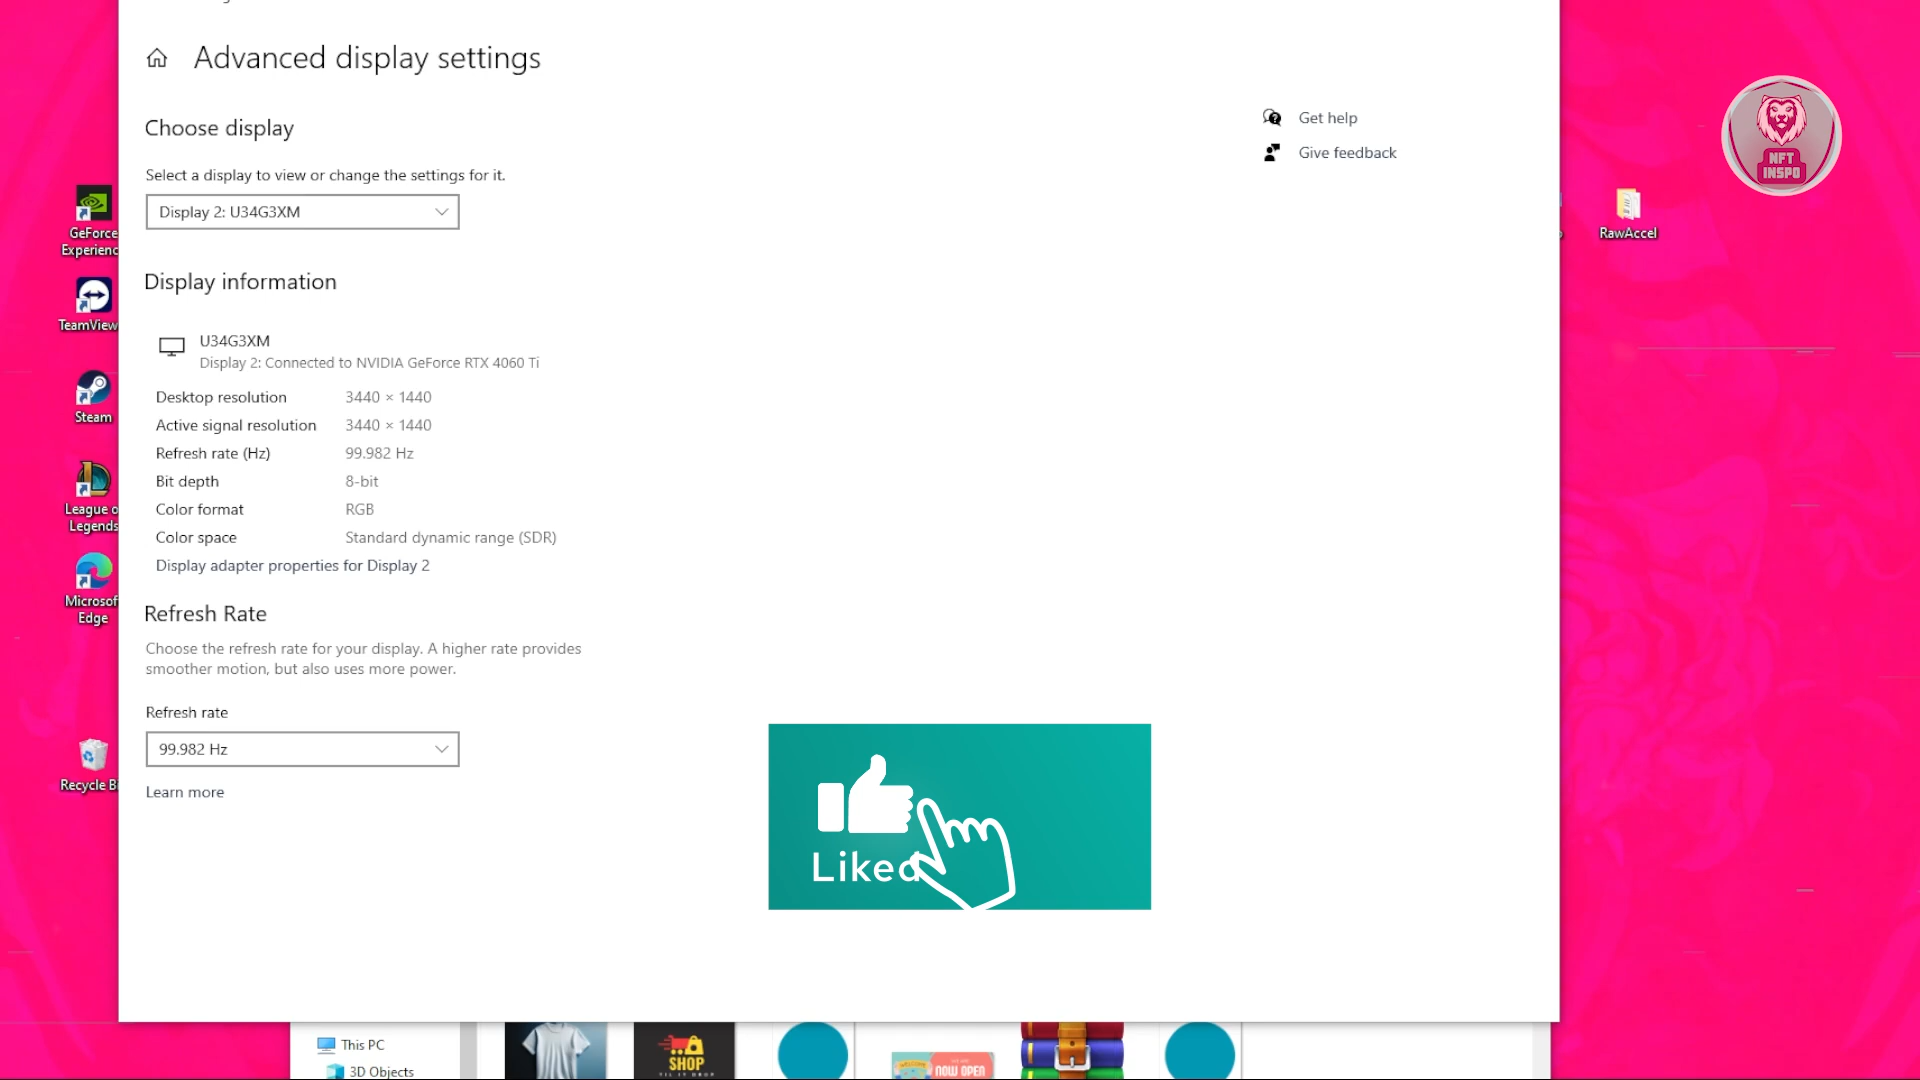 Advanced display settings
Choose display
Select a display to view or change the settings for it.
Display 2: U34G3XM
Display information
U34G3XM
Display 2: Connected to NVIDIA GeForce RTX 4060 Ti
Desktop resolution 3440 × 1440
Active signal resolution 3440 × 1440
Refresh rate (Hz) 99.982 Hz
Bit depth 8-bit
Color format RGB
Color space Standard dynamic range (SDR)
Display adapter properties for Display 2
Refresh Rate
Choose the refresh rate for your display. A higher rate provides
smoother motion, but also uses more power.
Refresh rate
99.982 Hz
Learn more
Get help
Give feedback
NFT
INSPO
RawAccel
GeForce
Experienc
TeamView
Steam
League o
Legends
Microsof
Edge
Recycle B
Liked
This PC
3D Objects
SHOP
NOW OPEN